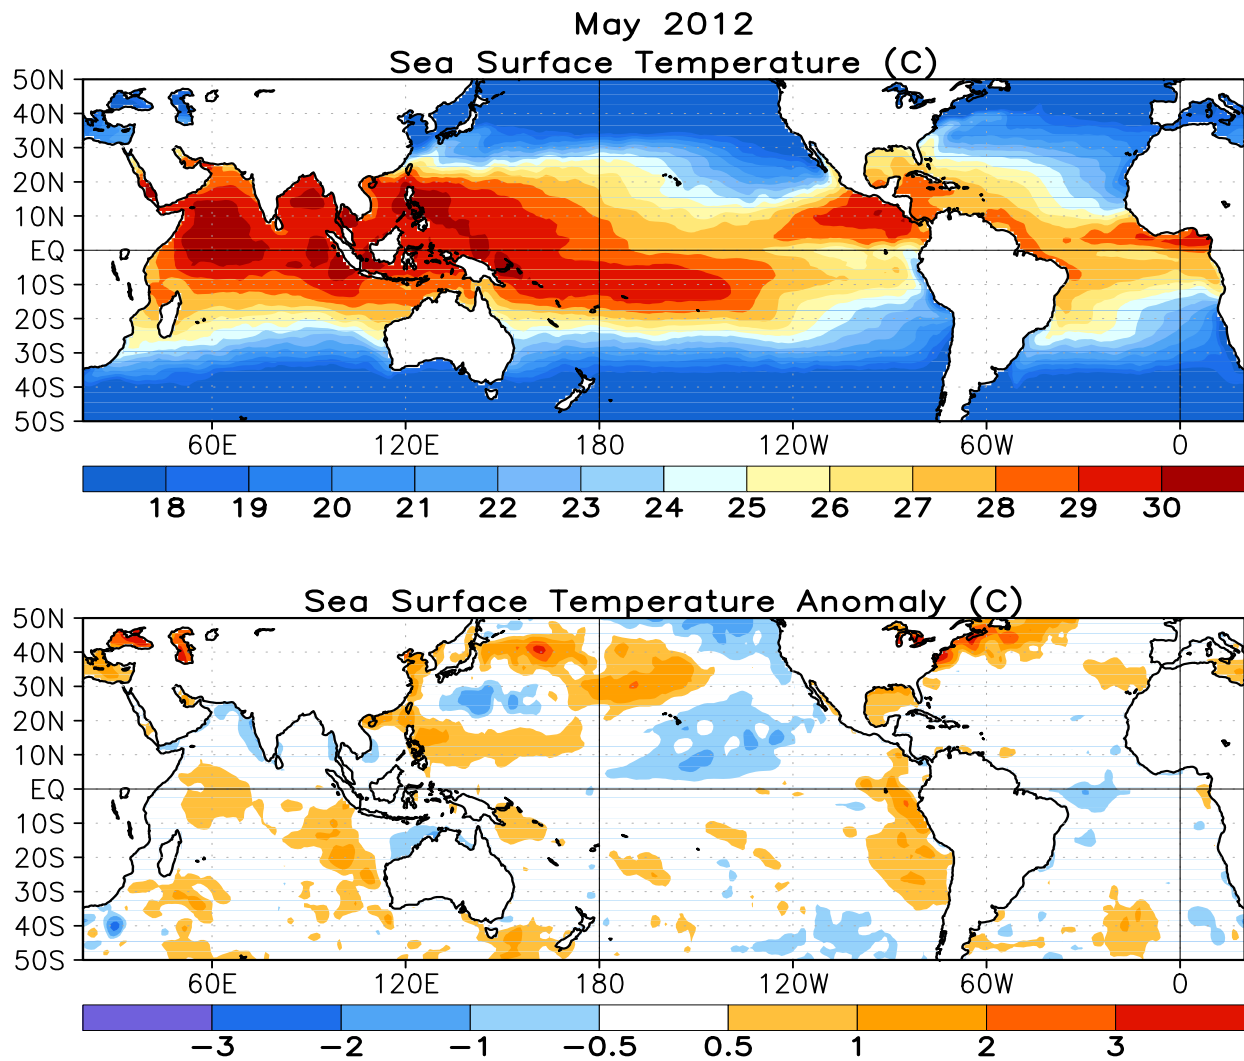 May 2012
Sea Surface Temperature (C)
50N
40N
30N
20N
10N
EQ
10S
20S
30S
40S
50S
60E 120E 180 120W 60W 0
18 19 20 21 22 23 24 25 26 27 28 29 30
Sea Surface Temperature Anomaly (C)
50N
40N
30N
20N
10N
EQ
10S
20S
30S
40S
50S
60E 120E 180 120W 60W 0
−3 −2 −1 −0.5 0.5 1 2 3